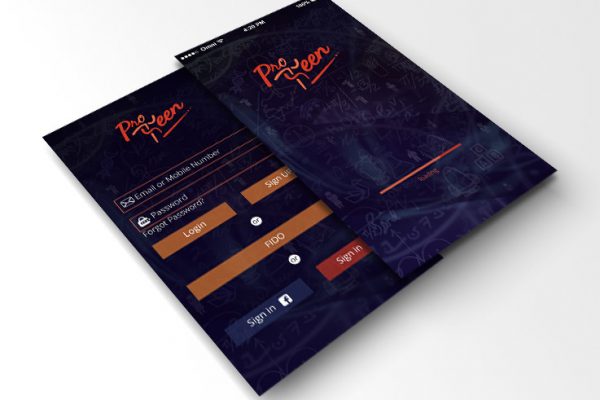 Pro Teen
Email or Mobile Number
Password
Forgot Password?
Login
Sign Up
or
FIDO
or
Sign in
Sign in
Omni
4:20 PM
100%
Pro Teen
loading